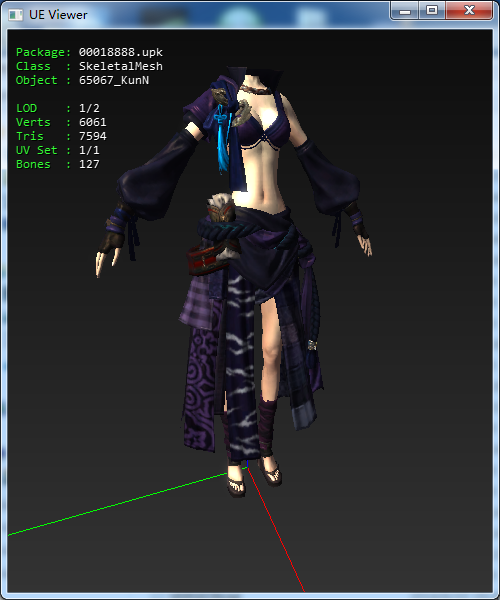 UE Viewer
Package: 00018888.upk
Class : SkeletalMesh
Object : 65067_KunN
LOD : 1/2
Verts : 6061
Tris : 7594
UV Set : 1/1
Bones : 127